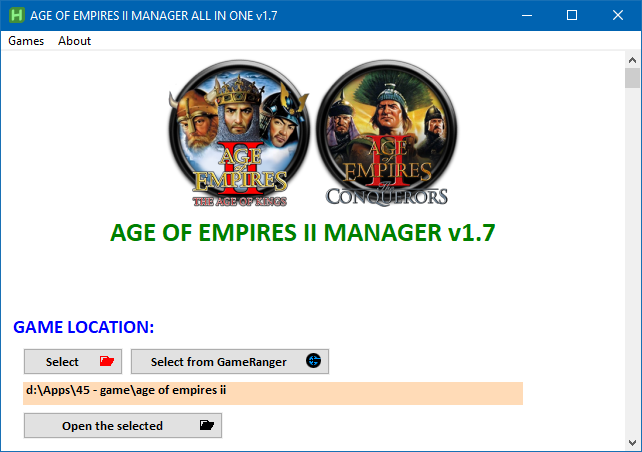 AGE OF EMPIRES II MANAGER ALL IN ONE v1.7
Games About
AGE
of
EMPIRES
II
THE AGE OF KINGS
AGE
of
EMPIRES
II
The
CONQUERORS
AGE OF EMPIRES II MANAGER v1.7
GAME LOCATION:
Select Select from GameRanger
d:\Apps\45 - game\age of empires ii
Open the selected